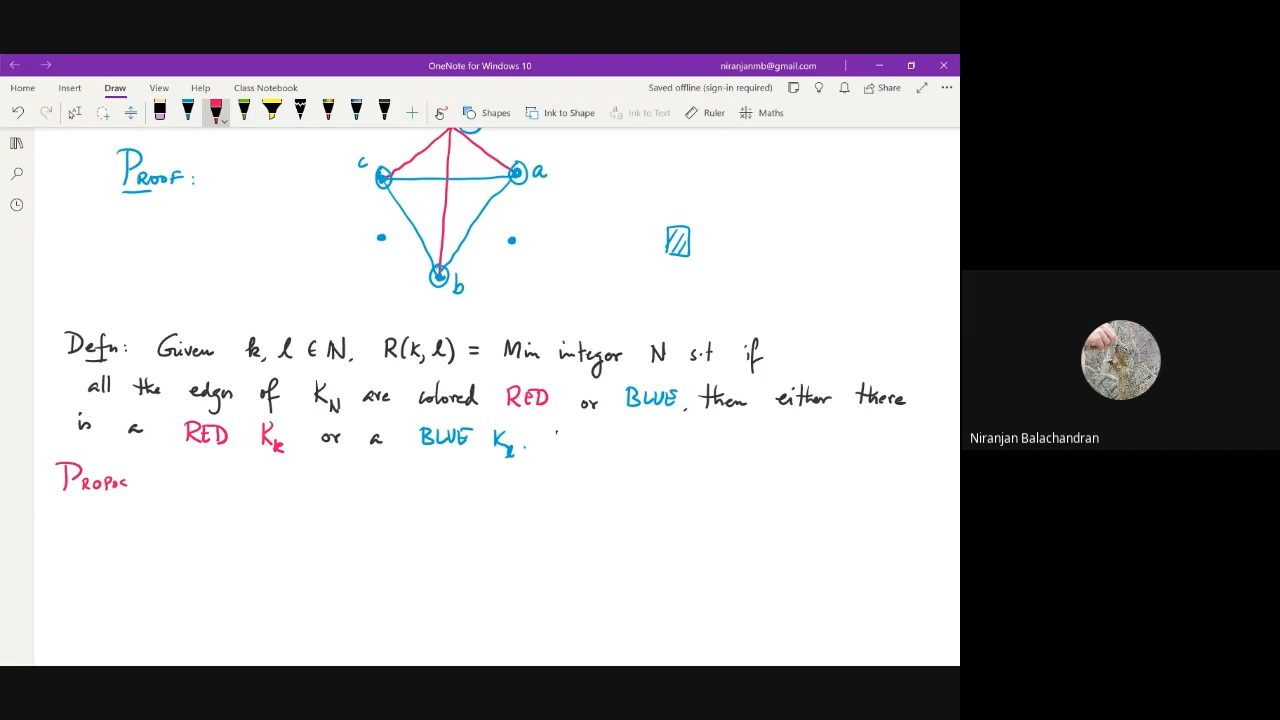 OneNote for Windows 10
niranjanmb@gmail.com
Home Insert Draw View Help Class Notebook
Saved offline (sign-in required)
Share
Shapes Ink to Shape Ink to Text Ruler Maths
PROOF:
c
a
b
Defn: Given k, l ∈ N, R(k, l) = Min integer N s.t if
all the edges of K_N are colored RED or BLUE, then either there
is a RED K_k or a BLUE K_l.
PROPOS
Niranjan Balachandran